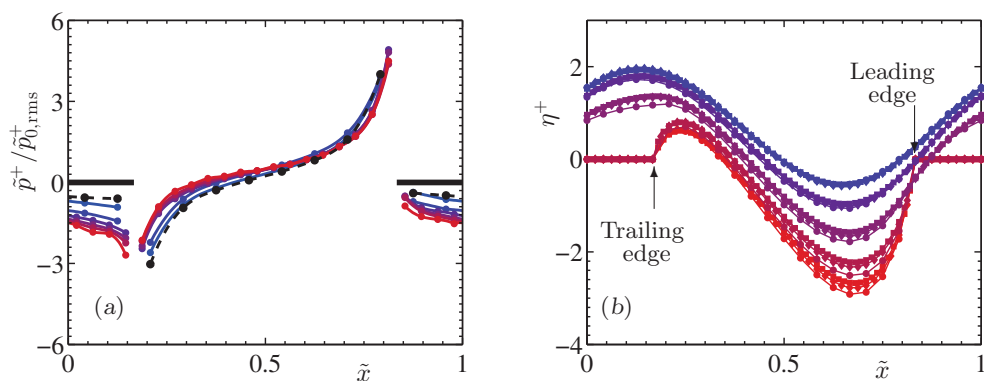 6
3
0
−3
−6
0
0.5
1
x̃
p̃⁺/p̃⁺₀,rms
(a)
2
0
−2
−4
0
0.5
1
x̃
η⁺
Leading
edge
Trailing
edge
(b)